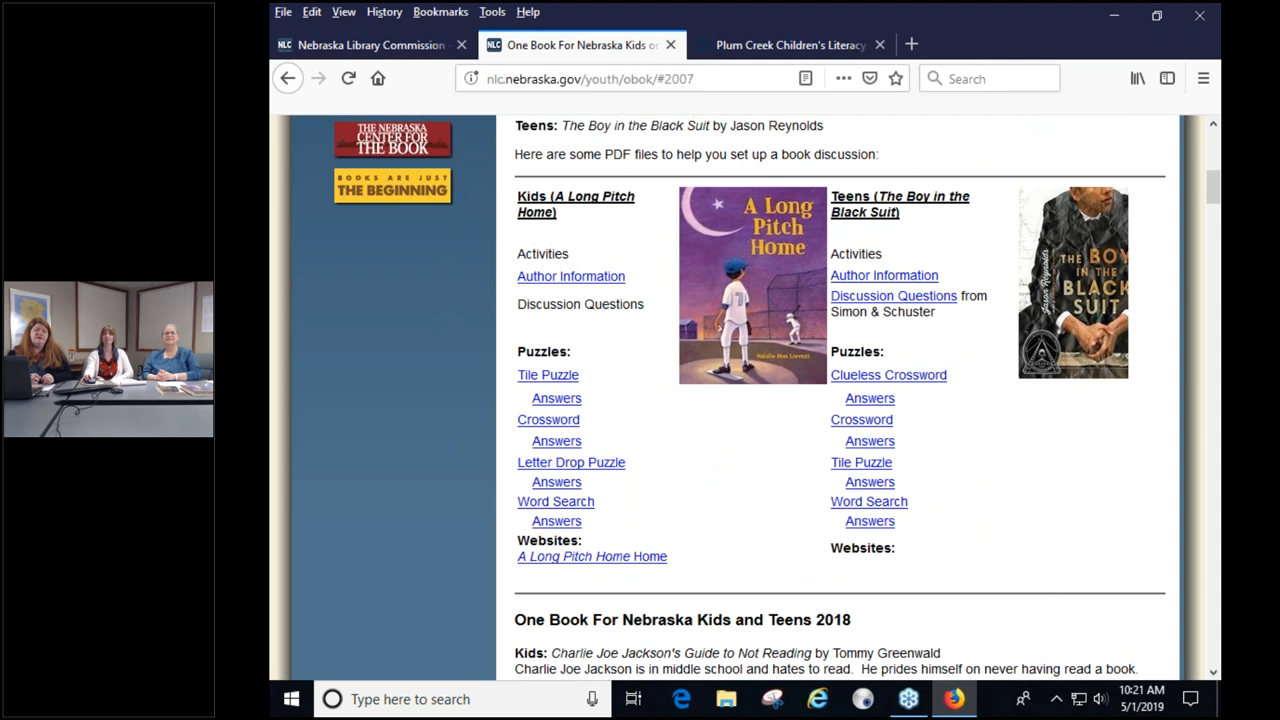 File Edit View History Bookmarks Tools Help
NLC Nebraska Library Commission
NLC One Book For Nebraska Kids or
Plum Creek Children's Literacy
nlc.nebraska.gov/youth/obok/#2007
Search
THE NEBRASKA
CENTER FOR
THE BOOK
BOOKS ARE JUST
THE BEGINNING
Teens: The Boy in the Black Suit by Jason Reynolds
Here are some PDF files to help you set up a book discussion:
Kids (A Long Pitch
Home)
Activities
Author Information
Discussion Questions
Puzzles:
Tile Puzzle
Answers
Crossword
Answers
Letter Drop Puzzle
Answers
Word Search
Answers
Websites:
A Long Pitch Home Home
A Long
Pitch
Home
7
Natalie Dias Lorenzi
Teens (The Boy in the
Black Suit)
Activities
Author Information
Discussion Questions from
Simon & Schuster
Puzzles:
Clueless Crossword
Answers
Crossword
Answers
Tile Puzzle
Answers
Word Search
Answers
Websites:
THE BOY
IN THE
BLACK
SUIT
Jason Reynolds
One Book For Nebraska Kids and Teens 2018
Kids: Charlie Joe Jackson's Guide to Not Reading by Tommy Greenwald
Charlie Joe Jackson is in middle school and hates to read. He prides himself on never having read a book.
Type here to search
10:21 AM
5/1/2019